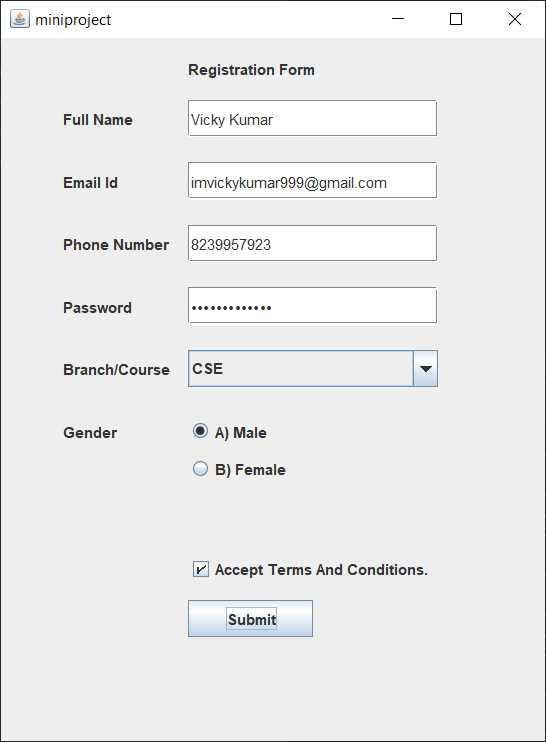 miniproject
Registration Form
Full Name Vicky Kumar
Email Id imvickykumar999@gmail.com
Phone Number 8239957923
Password •••••••••••••
Branch/Course CSE
Gender A) Male
B) Female
Accept Terms And Conditions.
Submit